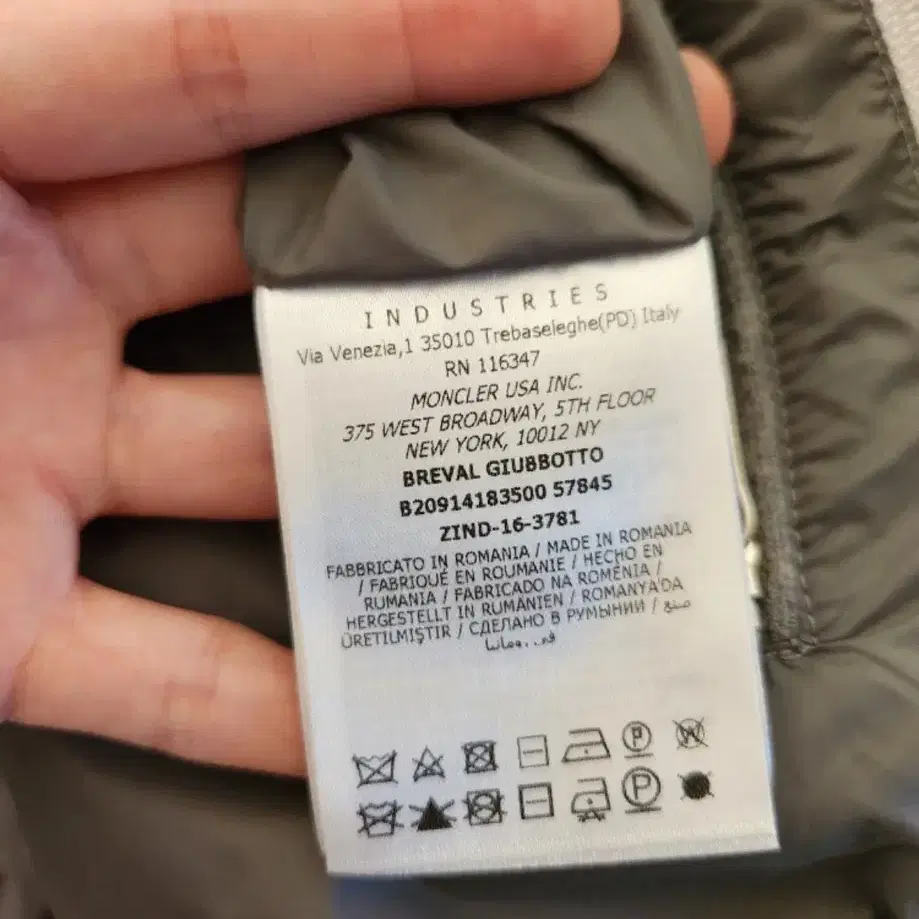 INDUSTRIES
Via Venezia,1 35010 Trebaseleghe(PD) Italy
RN 116347
MONCLER USA INC.
375 WEST BROADWAY, 5TH FLOOR
NEW YORK, 10012 NY
BREVAL GIUBBOTTO
B20914183500 57845
ZIND-16-3781
FABBRICATO IN ROMANIA / MADE IN ROMANIA
/ FABRIQUÉ EN ROUMANIE / HECHO EN
RUMANIA / FABRICADO NA ROMÉNIA /
HERGESTELLT IN RUMÄNIEN / ROMANYA'DA
ÜRETILMIŞTIR / СДЕЛАНО В РУМЫНИИ / صنع
في
P W
P